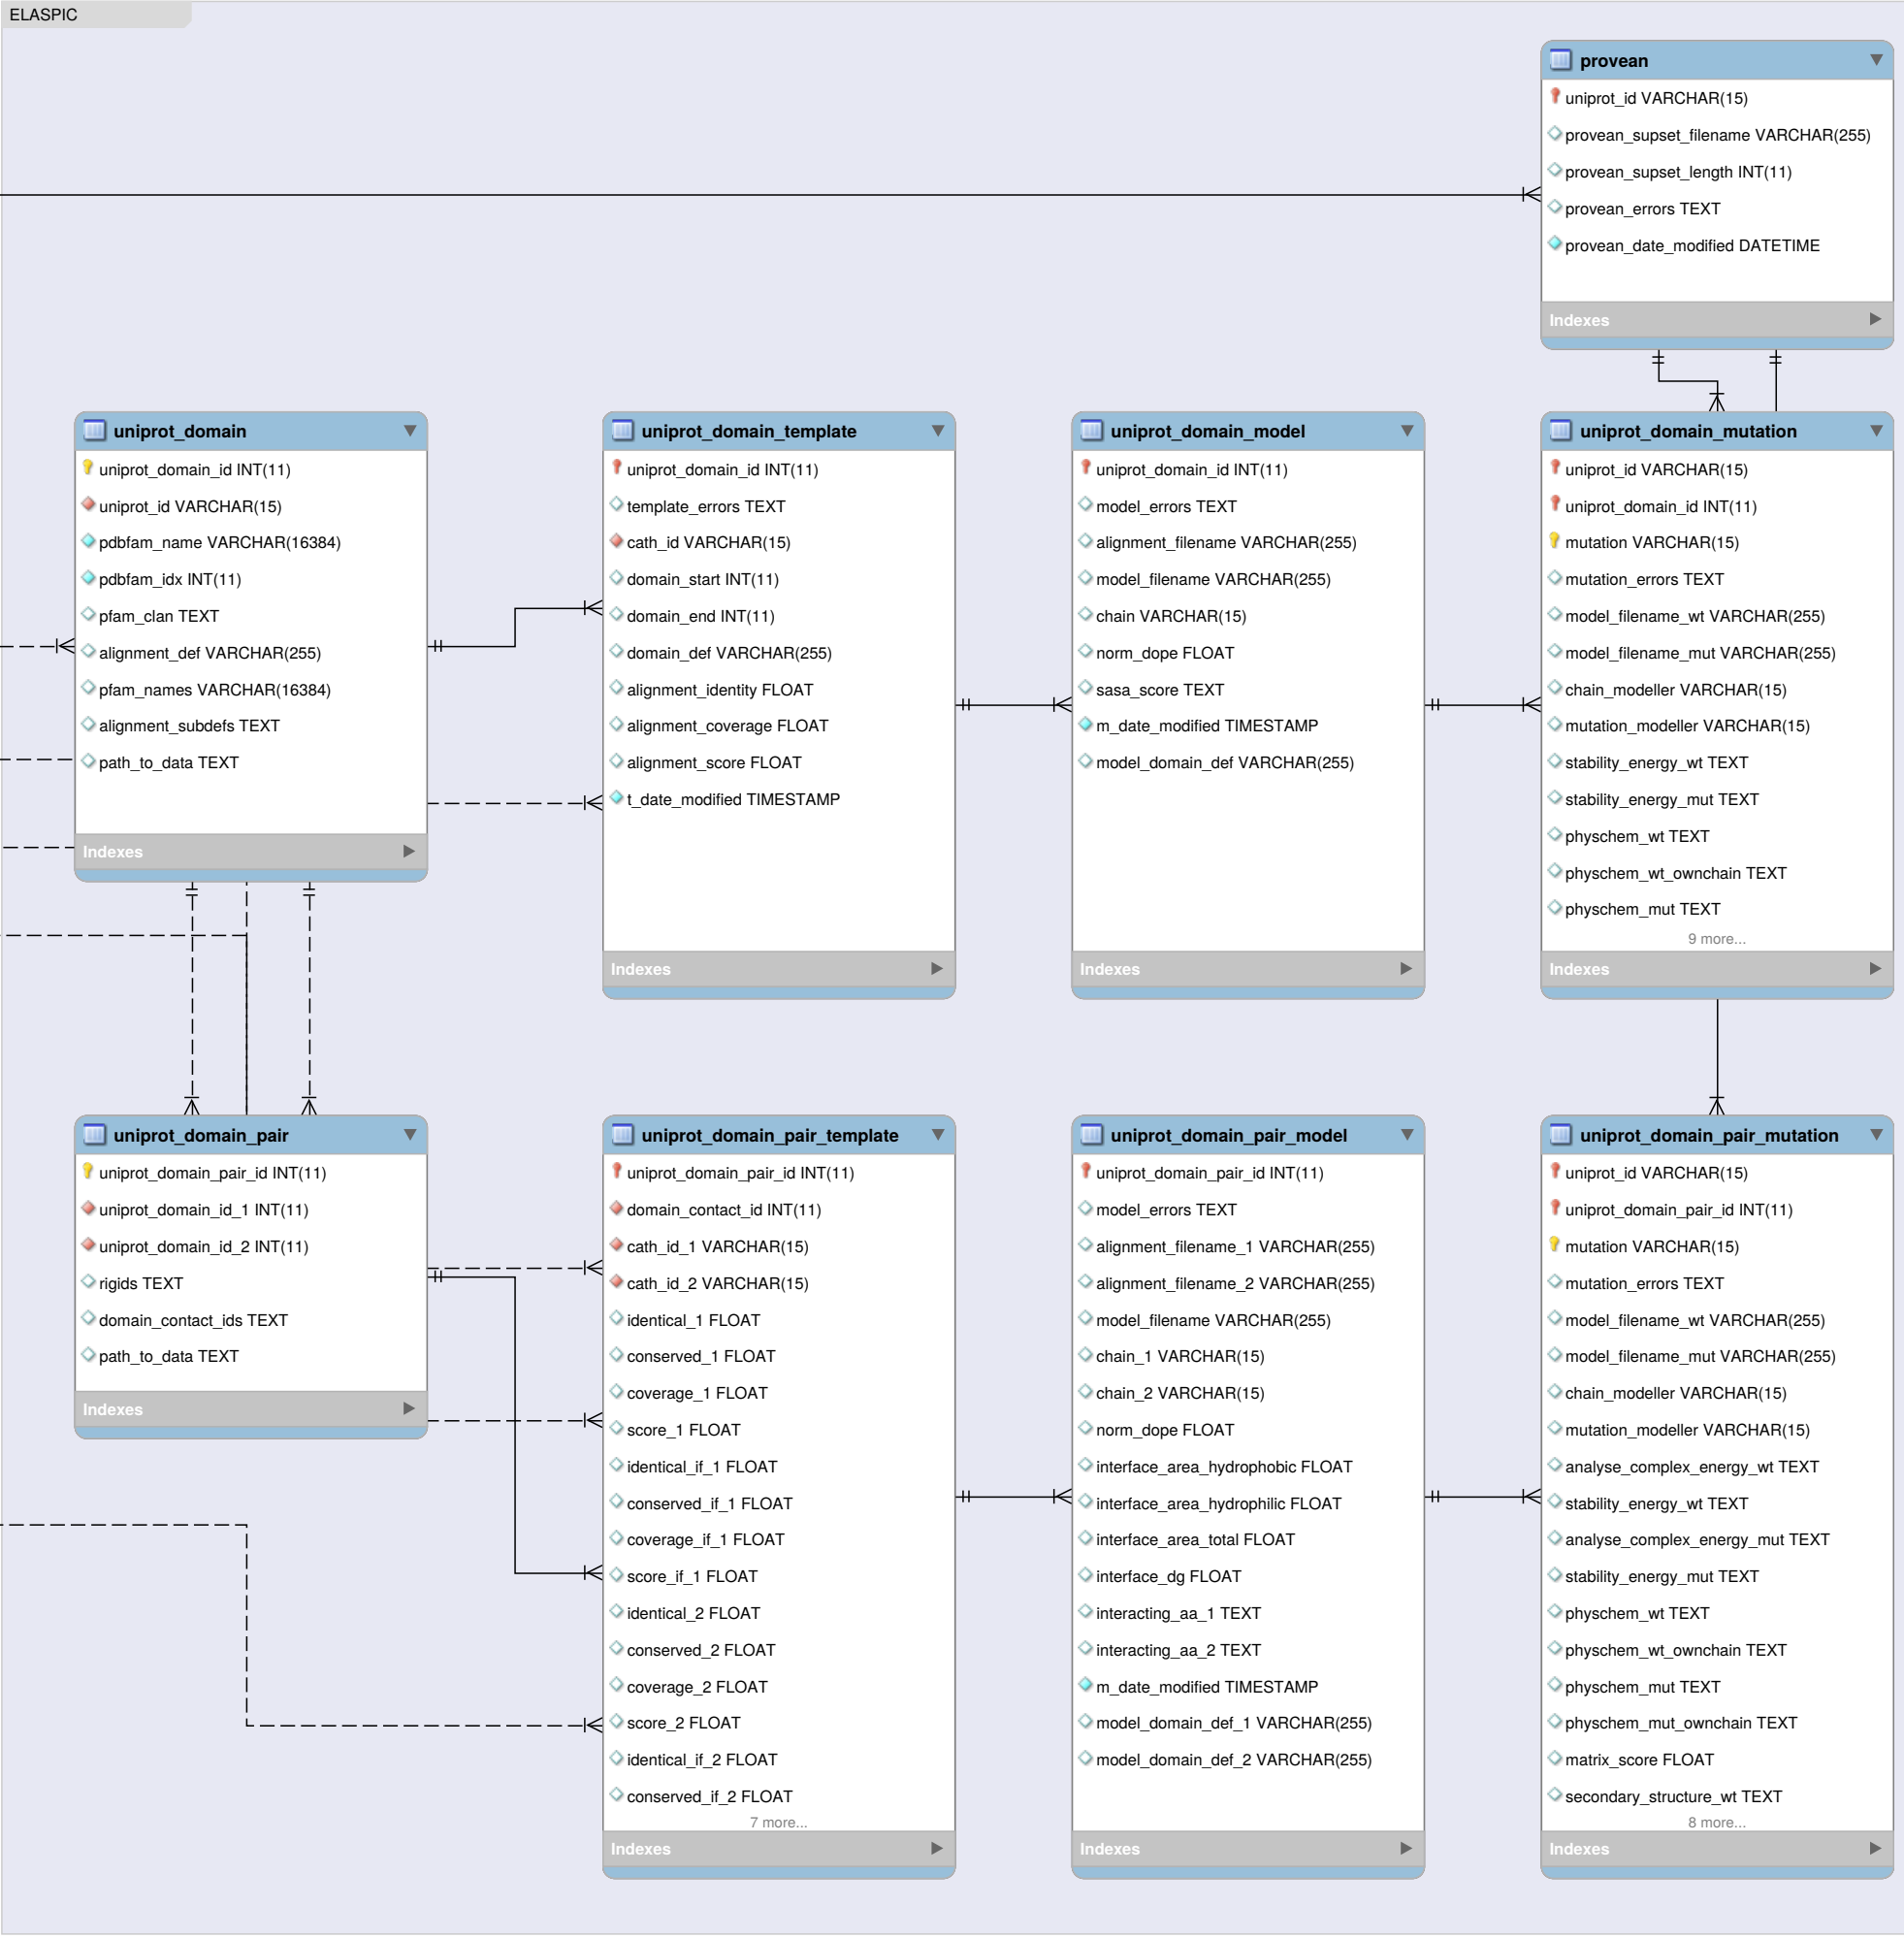 ELASPIC
provean
uniprot_id VARCHAR(15)
provean_supset_filename VARCHAR(255)
provean_supset_length INT(11)
provean_errors TEXT
provean_date_modified DATETIME
Indexes
uniprot_domain
uniprot_domain_id INT(11)
uniprot_id VARCHAR(15)
pdbfam_name VARCHAR(16384)
pdbfam_idx INT(11)
pfam_clan TEXT
alignment_def VARCHAR(255)
pfam_names VARCHAR(16384)
alignment_subdefs TEXT
path_to_data TEXT
Indexes
uniprot_domain_template
uniprot_domain_id INT(11)
template_errors TEXT
cath_id VARCHAR(15)
domain_start INT(11)
domain_end INT(11)
domain_def VARCHAR(255)
alignment_identity FLOAT
alignment_coverage FLOAT
alignment_score FLOAT
t_date_modified TIMESTAMP
Indexes
uniprot_domain_model
uniprot_domain_id INT(11)
model_errors TEXT
alignment_filename VARCHAR(255)
model_filename VARCHAR(255)
chain VARCHAR(15)
norm_dope FLOAT
sasa_score TEXT
m_date_modified TIMESTAMP
model_domain_def VARCHAR(255)
Indexes
uniprot_domain_mutation
uniprot_id VARCHAR(15)
uniprot_domain_id INT(11)
mutation VARCHAR(15)
mutation_errors TEXT
model_filename_wt VARCHAR(255)
model_filename_mut VARCHAR(255)
chain_modeller VARCHAR(15)
mutation_modeller VARCHAR(15)
stability_energy_wt TEXT
stability_energy_mut TEXT
physchem_wt TEXT
physchem_wt_ownchain TEXT
physchem_mut TEXT
9 more...
Indexes
uniprot_domain_pair
uniprot_domain_pair_id INT(11)
uniprot_domain_id_1 INT(11)
uniprot_domain_id_2 INT(11)
rigids TEXT
domain_contact_ids TEXT
path_to_data TEXT
Indexes
uniprot_domain_pair_template
uniprot_domain_pair_id INT(11)
domain_contact_id INT(11)
cath_id_1 VARCHAR(15)
cath_id_2 VARCHAR(15)
identical_1 FLOAT
conserved_1 FLOAT
coverage_1 FLOAT
score_1 FLOAT
identical_if_1 FLOAT
conserved_if_1 FLOAT
coverage_if_1 FLOAT
score_if_1 FLOAT
identical_2 FLOAT
conserved_2 FLOAT
coverage_2 FLOAT
score_2 FLOAT
identical_if_2 FLOAT
conserved_if_2 FLOAT
7 more...
Indexes
uniprot_domain_pair_model
uniprot_domain_pair_id INT(11)
model_errors TEXT
alignment_filename_1 VARCHAR(255)
alignment_filename_2 VARCHAR(255)
model_filename VARCHAR(255)
chain_1 VARCHAR(15)
chain_2 VARCHAR(15)
norm_dope FLOAT
interface_area_hydrophobic FLOAT
interface_area_hydrophilic FLOAT
interface_area_total FLOAT
interface_dg FLOAT
interacting_aa_1 TEXT
interacting_aa_2 TEXT
m_date_modified TIMESTAMP
model_domain_def_1 VARCHAR(255)
model_domain_def_2 VARCHAR(255)
Indexes
uniprot_domain_pair_mutation
uniprot_id VARCHAR(15)
uniprot_domain_pair_id INT(11)
mutation VARCHAR(15)
mutation_errors TEXT
model_filename_wt VARCHAR(255)
model_filename_mut VARCHAR(255)
chain_modeller VARCHAR(15)
mutation_modeller VARCHAR(15)
analyse_complex_energy_wt TEXT
stability_energy_wt TEXT
analyse_complex_energy_mut TEXT
stability_energy_mut TEXT
physchem_wt TEXT
physchem_wt_ownchain TEXT
physchem_mut TEXT
physchem_mut_ownchain TEXT
matrix_score FLOAT
secondary_structure_wt TEXT
8 more...
Indexes